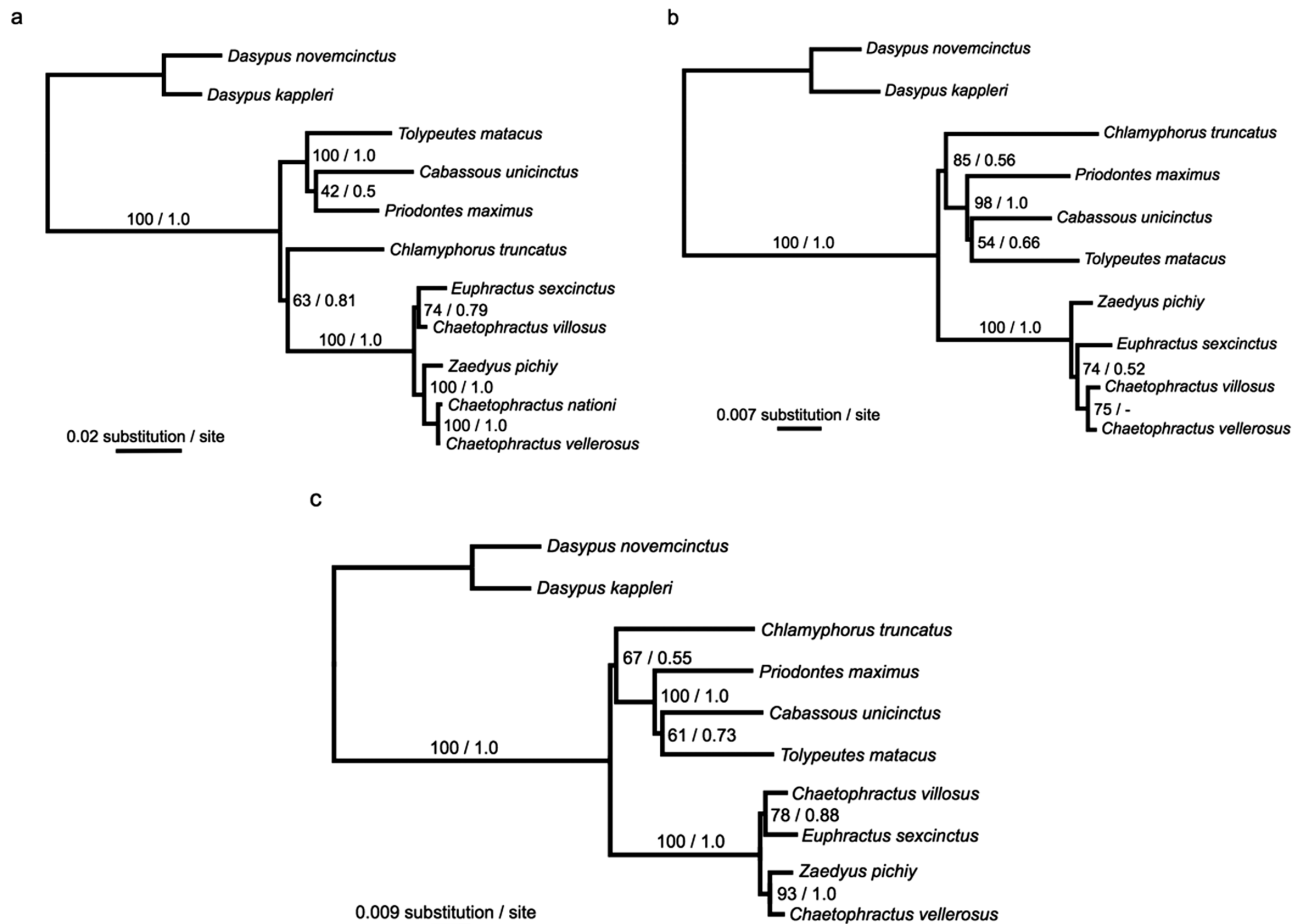 a
Dasypus novemcinctus
Dasypus kappleri
Tolypeutes matacus
100 / 1.0
Cabassous unicinctus
42 / 0.5
Priodontes maximus
100 / 1.0
Chlamyphorus truncatus
Euphractus sexcinctus
63 / 0.81
74 / 0.79
Chaetophractus villosus
100 / 1.0
Zaedyus pichiy
100 / 1.0
Chaetophractus nationi
100 / 1.0
Chaetophractus vellerosus
0.02 substitution / site
b
Dasypus novemcinctus
Dasypus kappleri
Chlamyphorus truncatus
85 / 0.56
Priodontes maximus
98 / 1.0
Cabassous unicinctus
54 / 0.66
100 / 1.0
Tolypeutes matacus
Zaedyus pichiy
100 / 1.0
Euphractus sexcinctus
74 / 0.52
Chaetophractus villosus
75 / -
Chaetophractus vellerosus
0.007 substitution / site
c
Dasypus novemcinctus
Dasypus kappleri
Chlamyphorus truncatus
67 / 0.55
Priodontes maximus
100 / 1.0
Cabassous unicinctus
61 / 0.73
100 / 1.0
Tolypeutes matacus
Chaetophractus villosus
78 / 0.88
100 / 1.0
Euphractus sexcinctus
Zaedyus pichiy
93 / 1.0
Chaetophractus vellerosus
0.009 substitution / site